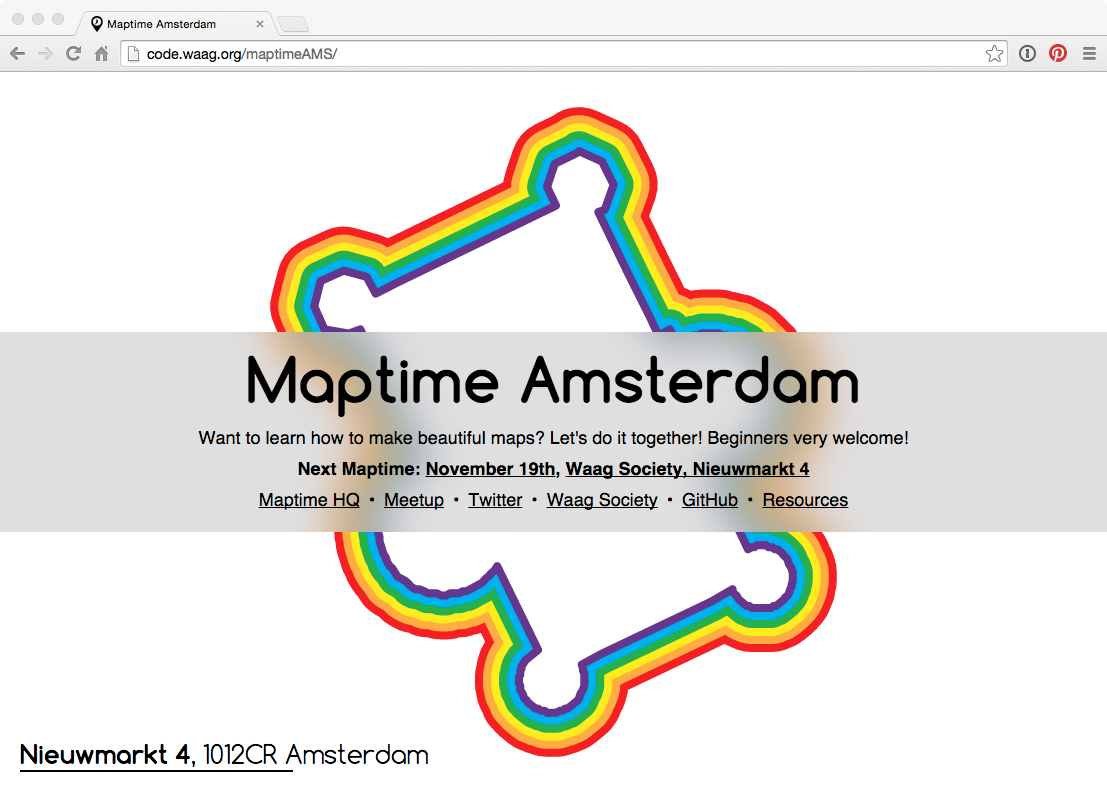 Maptime Amsterdam
code.waag.org/maptimeAMS/
Maptime Amsterdam
Want to learn how to make beautiful maps? Let's do it together! Beginners very welcome!
Next Maptime: November 19th, Waag Society, Nieuwmarkt 4
Maptime HQ • Meetup • Twitter • Waag Society • GitHub • Resources
Nieuwmarkt 4, 1012CR Amsterdam